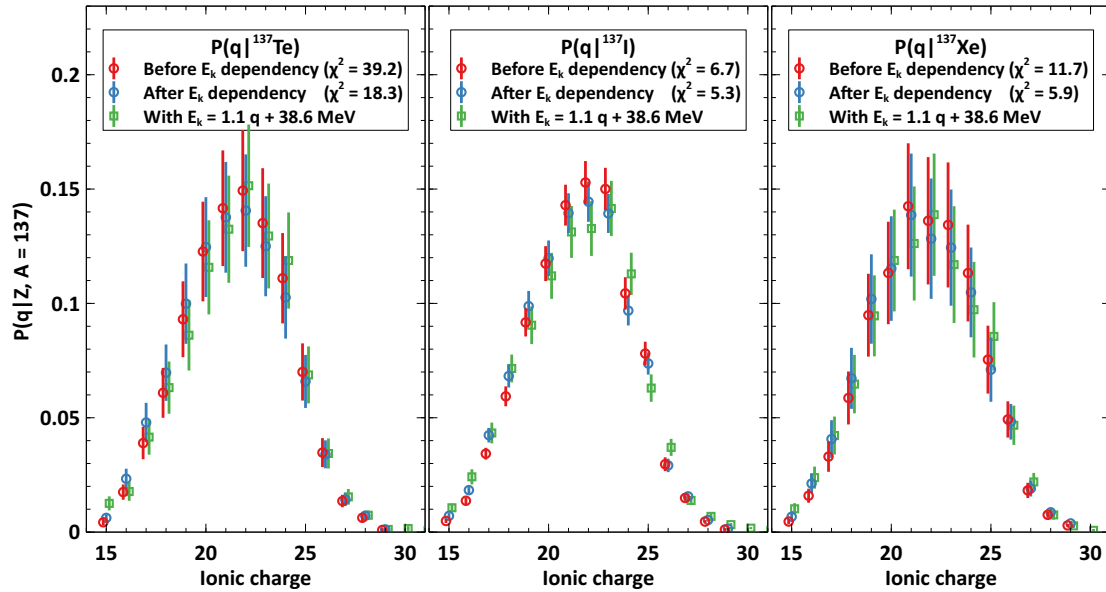 P(q|¹³⁷Te)
Before Eₖ dependency (χ² = 39.2)
After Eₖ dependency (χ² = 18.3)
With Eₖ = 1.1 q + 38.6 MeV
P(q|¹³⁷I)
Before Eₖ dependency (χ² = 6.7)
After Eₖ dependency (χ² = 5.3)
With Eₖ = 1.1 q + 38.6 MeV
P(q|¹³⁷Xe)
Before Eₖ dependency (χ² = 11.7)
After Eₖ dependency (χ² = 5.9)
With Eₖ = 1.1 q + 38.6 MeV
P(q|Z, A = 137)
0.2
0.15
0.1
0.05
0
15 20 25 30
15 20 25 30
15 20 25 30
Ionic charge
Ionic charge
Ionic charge